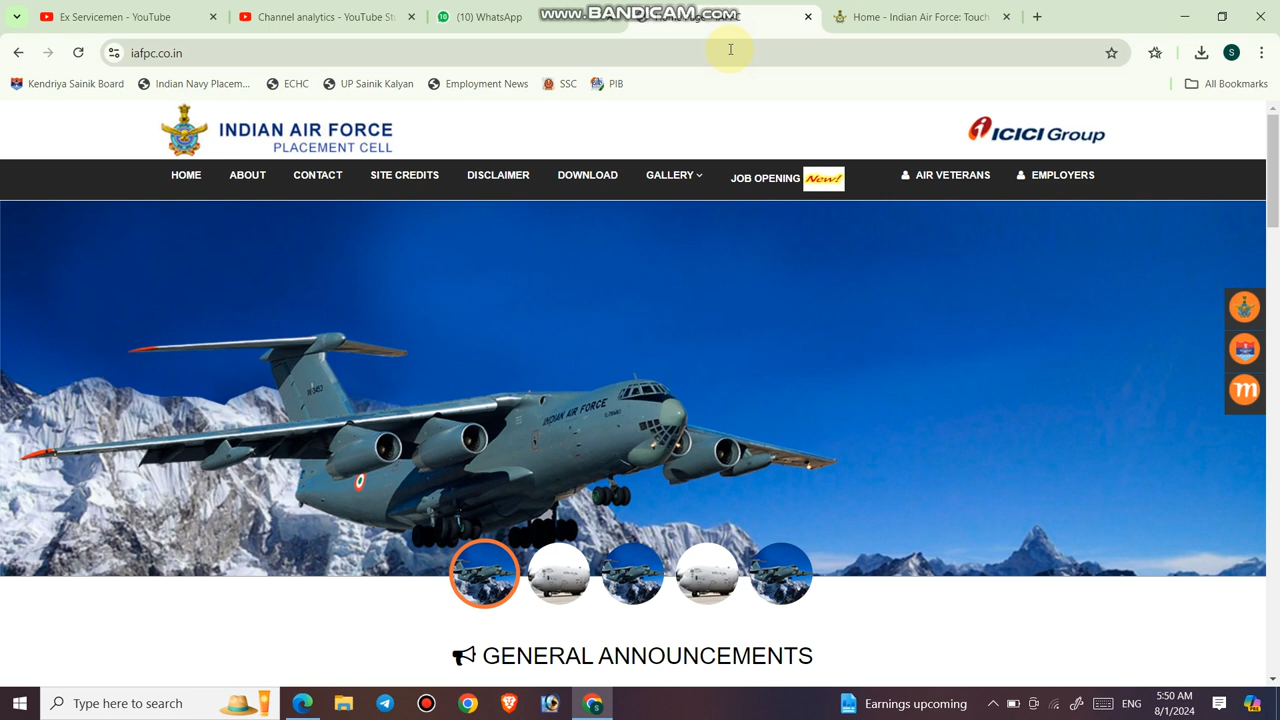 Ex Servicemen - YouTube
Channel analytics - YouTube St
(10) WhatsApp
www.BANDICAM.com
Home - Indian Air Force: Touch
iafpc.co.in
S
Kendriya Sainik Board
Indian Navy Placem...
ECHC
UP Sainik Kalyan
Employment News
SSC
PIB
All Bookmarks
INDIAN AIR FORCE
PLACEMENT CELL
ICICI Group
HOME
ABOUT
CONTACT
SITE CREDITS
DISCLAIMER
DOWNLOAD
GALLERY
JOB OPENING
New!
AIR VETERANS
EMPLOYERS
INDIAN AIR FORCE
m
GENERAL ANNOUNCEMENTS
Type here to search
Earnings upcoming
ENG
5:50 AM
8/1/2024